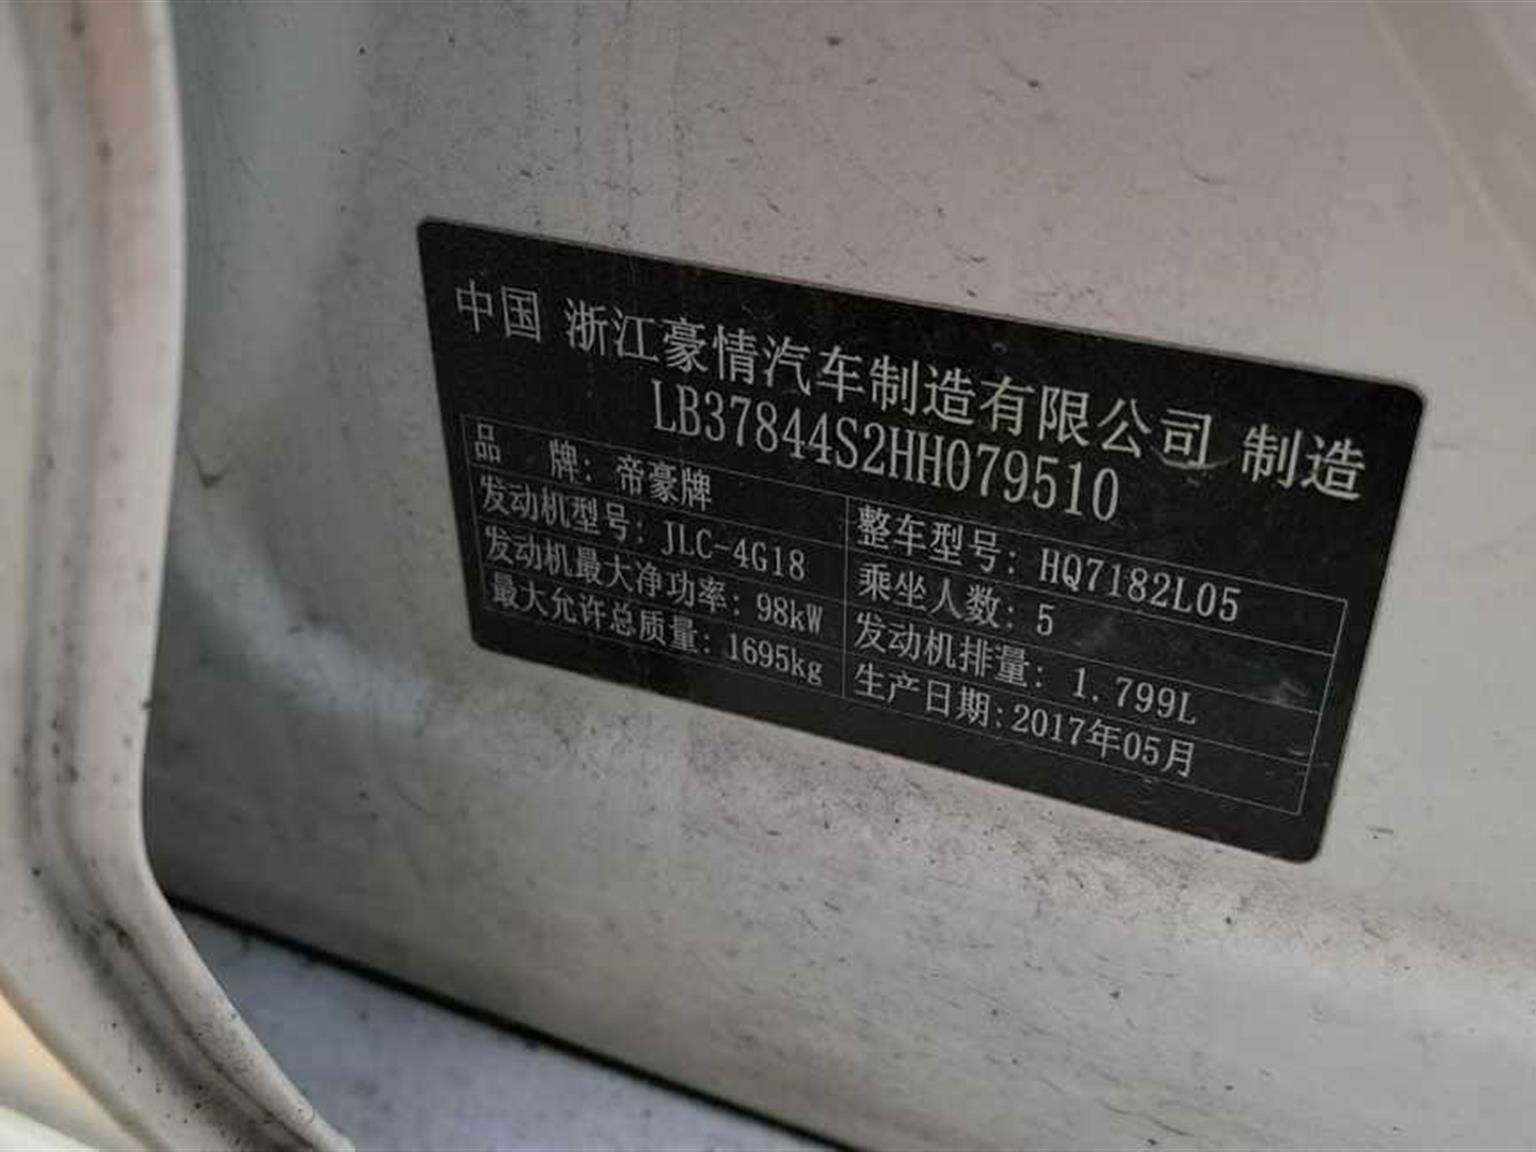 中国 浙江豪情汽车制造有限公司 制造
LB37844S2HH079510
品 牌: 帝豪牌
整车型号: HQ7182L05
发动机型号: JLC-4G18
乘坐人数: 5
发动机最大净功率: 98kW
发动机排量: 1.799L
最大允许总质量: 1695kg
生产日期:2017年05月